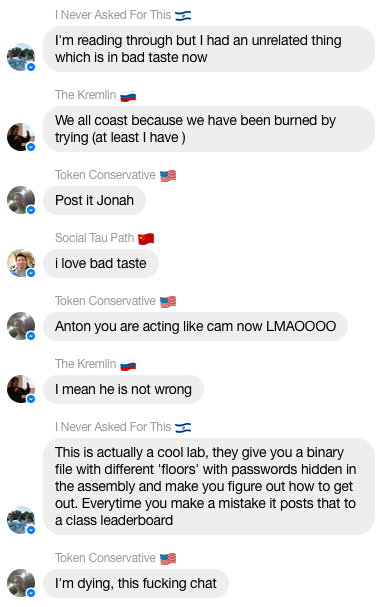 I Never Asked For This 🇮🇱
I'm reading through but I had an unrelated thing
which is in bad taste now
The Kremlin 🇷🇺
We all coast because we have been burned by
trying (at least I have )
Token Conservative 🇺🇸
Post it Jonah
Social Tau Path 🇨🇳
i love bad taste
Token Conservative 🇺🇸
Anton you are acting like cam now LMAOOOO
The Kremlin 🇷🇺
I mean he is not wrong
I Never Asked For This 🇮🇱
This is actually a cool lab, they give you a binary
file with different 'floors' with passwords hidden in
the assembly and make you figure out how to get
out. Everytime you make a mistake it posts that to
a class leaderboard
Token Conservative 🇺🇸
I'm dying, this fucking chat